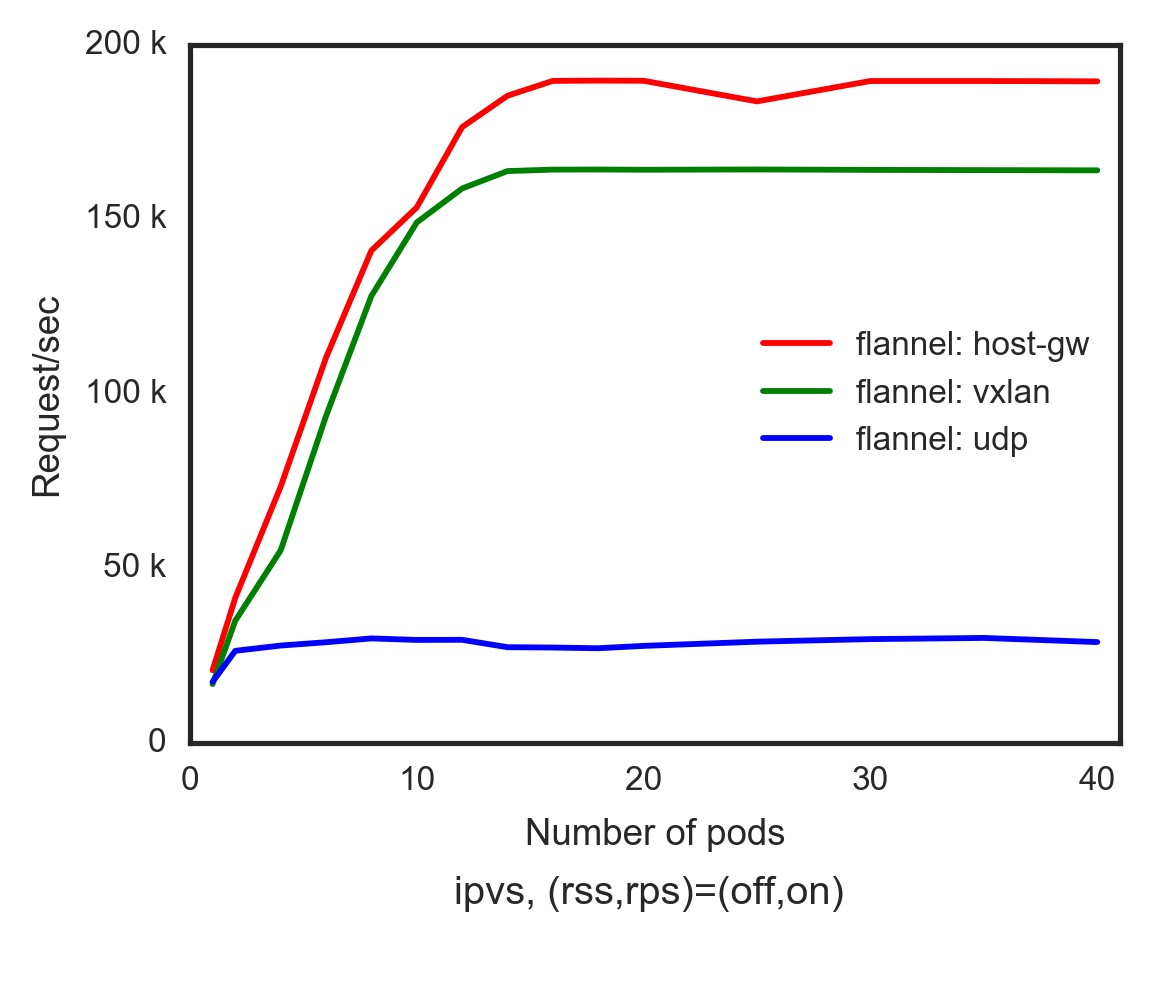 200 k
150 k
100 k
50 k
0
Request/sec
flannel: host-gw
flannel: vxlan
flannel: udp
0 10 20 30 40
Number of pods
ipvs, (rss,rps)=(off,on)